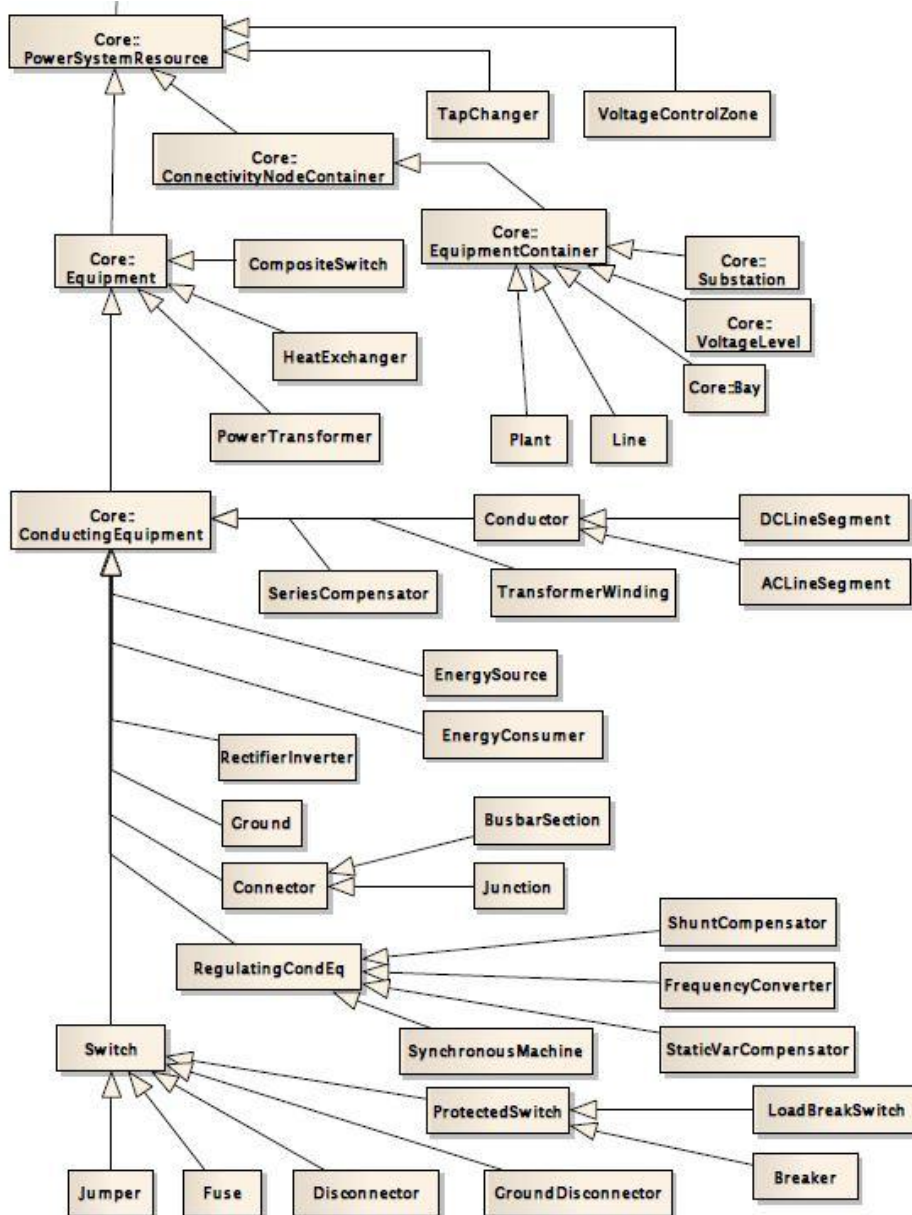 Core::
PowerSystemResource
TapChanger
VoltageControlZone
Core::
ConnectivityNodeContainer
Core::
Equipment
CompositeSwitch
Core::
EquipmentContainer
Core::
Substation
Core::
VoltageLevel
HeatExchanger
Core::Bay
PowerTransformer
Plant
Line
Core::
ConductingEquipment
Conductor
DCLineSegment
SeriesCompensator
TransformerWinding
ACLineSegment
EnergySource
EnergyConsumer
RectifierInverter
Ground
BusbarSection
Connector
Junction
ShuntCompensator
RegulatingCondEq
FrequencyConverter
Switch
SynchronousMachine
StaticVarCompensator
ProtectedSwitch
LoadBreakSwitch
Jumper
Fuse
Disconnector
GroundDisconnector
Breaker